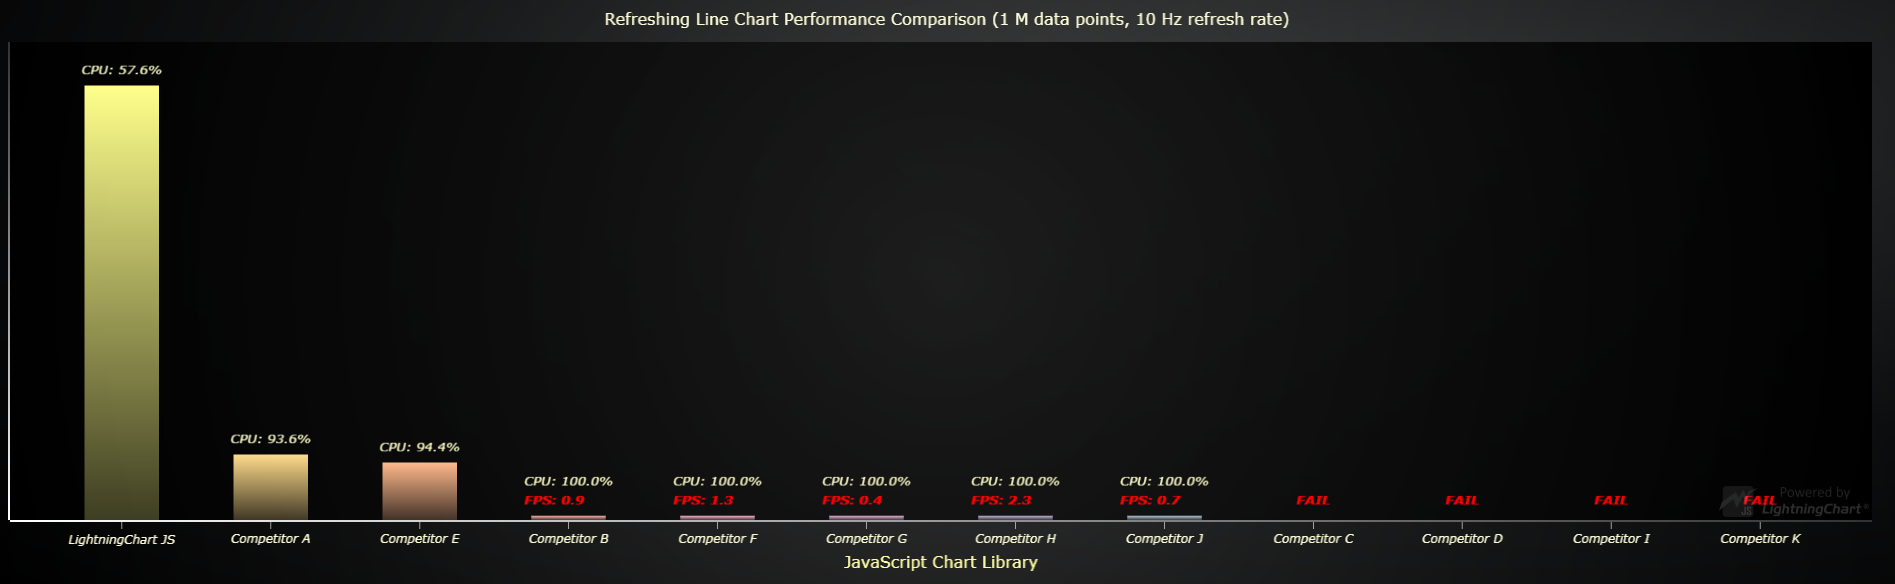 Refreshing Line Chart Performance Comparison (1 M data points, 10 Hz refresh rate)
CPU: 57.6%
CPU: 93.6%
CPU: 94.4%
CPU: 100.0%
FPS: 0.9
CPU: 100.0%
FPS: 1.3
CPU: 100.0%
FPS: 0.4
CPU: 100.0%
FPS: 2.3
CPU: 100.0%
FPS: 0.7
FAIL
FAIL
FAIL
FAIL
Powered by
JS LightningChart®
LightningChart JS
Competitor A
Competitor E
Competitor B
Competitor F
Competitor G
Competitor H
Competitor J
Competitor C
Competitor D
Competitor I
Competitor K
JavaScript Chart Library